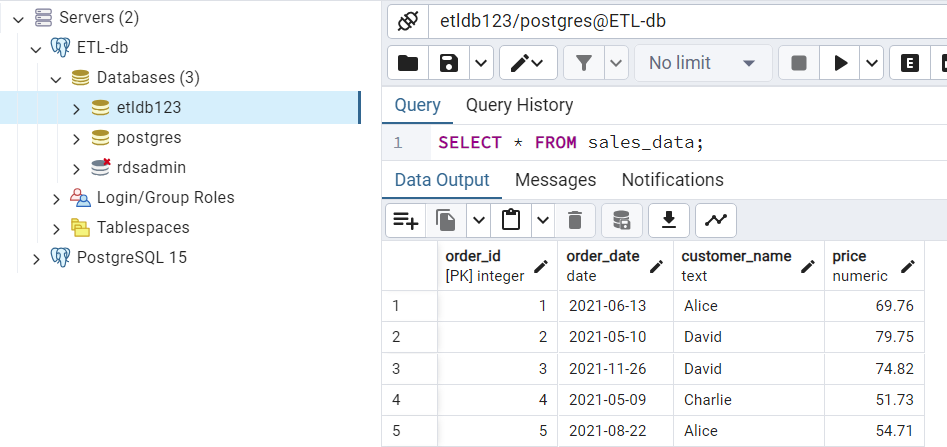 Servers (2)
ETL-db
Databases (3)
etldb123
postgres
rdsadmin
Login/Group Roles
Tablespaces
PostgreSQL 15
etldb123/postgres@ETL-db
No limit
E
Query Query History
1 SELECT * FROM sales_data;
Data Output Messages Notifications
order_id order_date customer_name price
[PK] integer date text numeric
1 1 2021-06-13 Alice 69.76
2 2 2021-05-10 David 79.75
3 3 2021-11-26 David 74.82
4 4 2021-05-09 Charlie 51.73
5 5 2021-08-22 Alice 54.71